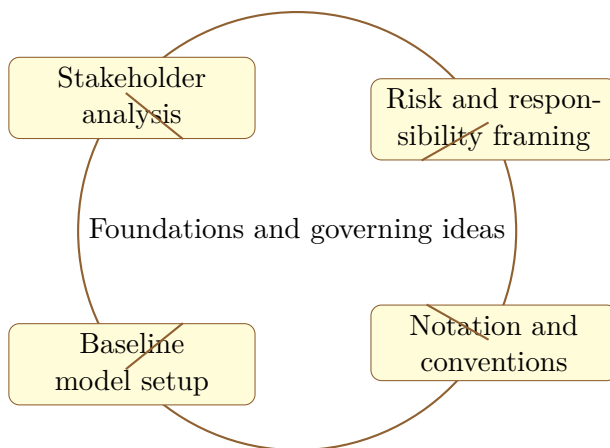 Stakeholder
analysis
Risk and respon-
sibility framing
Foundations and governing ideas
Baseline
model setup
Notation and
conventions